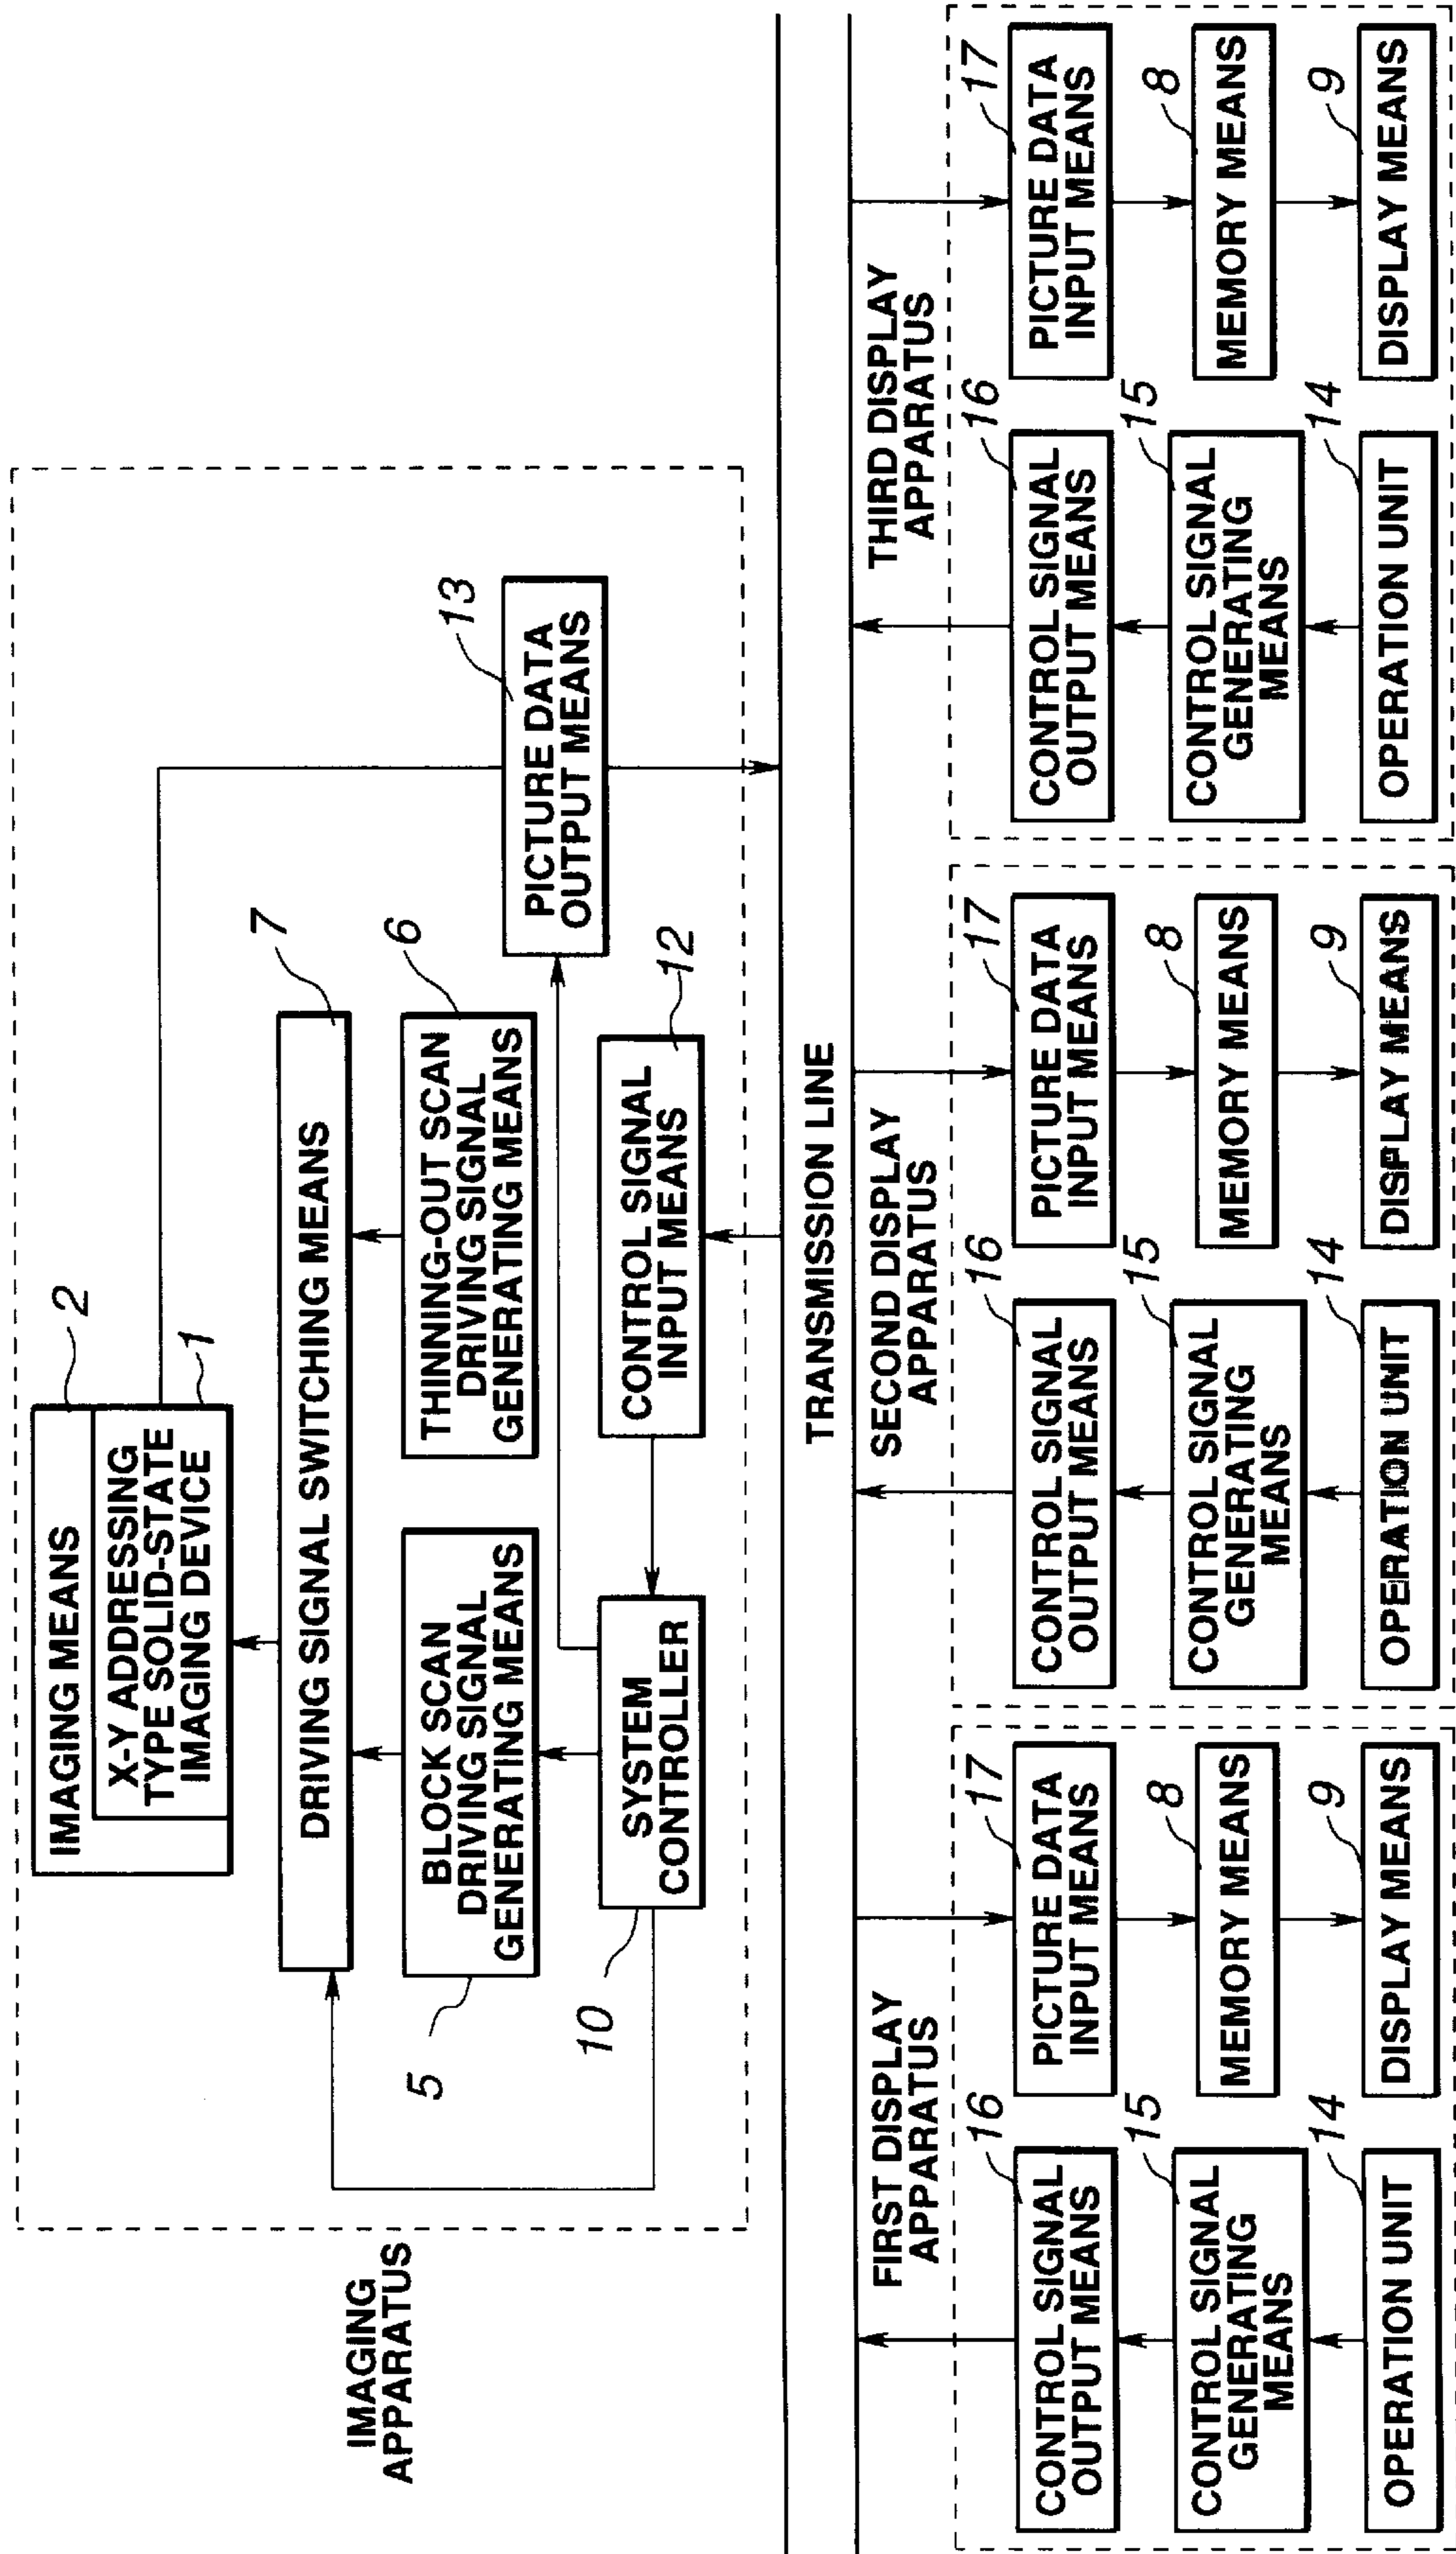 IMAGING
APPARATUS
IMAGING MEANS
2
X-Y ADDRESSING
TYPE SOLID-STATE
IMAGING DEVICE
1
DRIVING SIGNAL SWITCHING MEANS
7
BLOCK SCAN
DRIVING SIGNAL
GENERATING MEANS
5
THINNING-OUT SCAN
DRIVING SIGNAL
GENERATING MEANS
6
SYSTEM
CONTROLLER
10
CONTROL SIGNAL
INPUT MEANS
12
PICTURE DATA
OUTPUT MEANS
13
TRANSMISSION LINE
FIRST DISPLAY
APPARATUS
CONTROL SIGNAL
OUTPUT MEANS
16
CONTROL SIGNAL
GENERATING
MEANS
15
OPERATION UNIT
14
PICTURE DATA
INPUT MEANS
17
MEMORY MEANS
8
DISPLAY MEANS
9
SECOND DISPLAY
APPARATUS
CONTROL SIGNAL
OUTPUT MEANS
16
CONTROL SIGNAL
GENERATING
MEANS
15
OPERATION UNIT
14
PICTURE DATA
INPUT MEANS
17
MEMORY MEANS
8
DISPLAY MEANS
9
THIRD DISPLAY
APPARATUS
CONTROL SIGNAL
OUTPUT MEANS
16
CONTROL SIGNAL
GENERATING
MEANS
15
OPERATION UNIT
14
PICTURE DATA
INPUT MEANS
17
MEMORY MEANS
8
DISPLAY MEANS
9